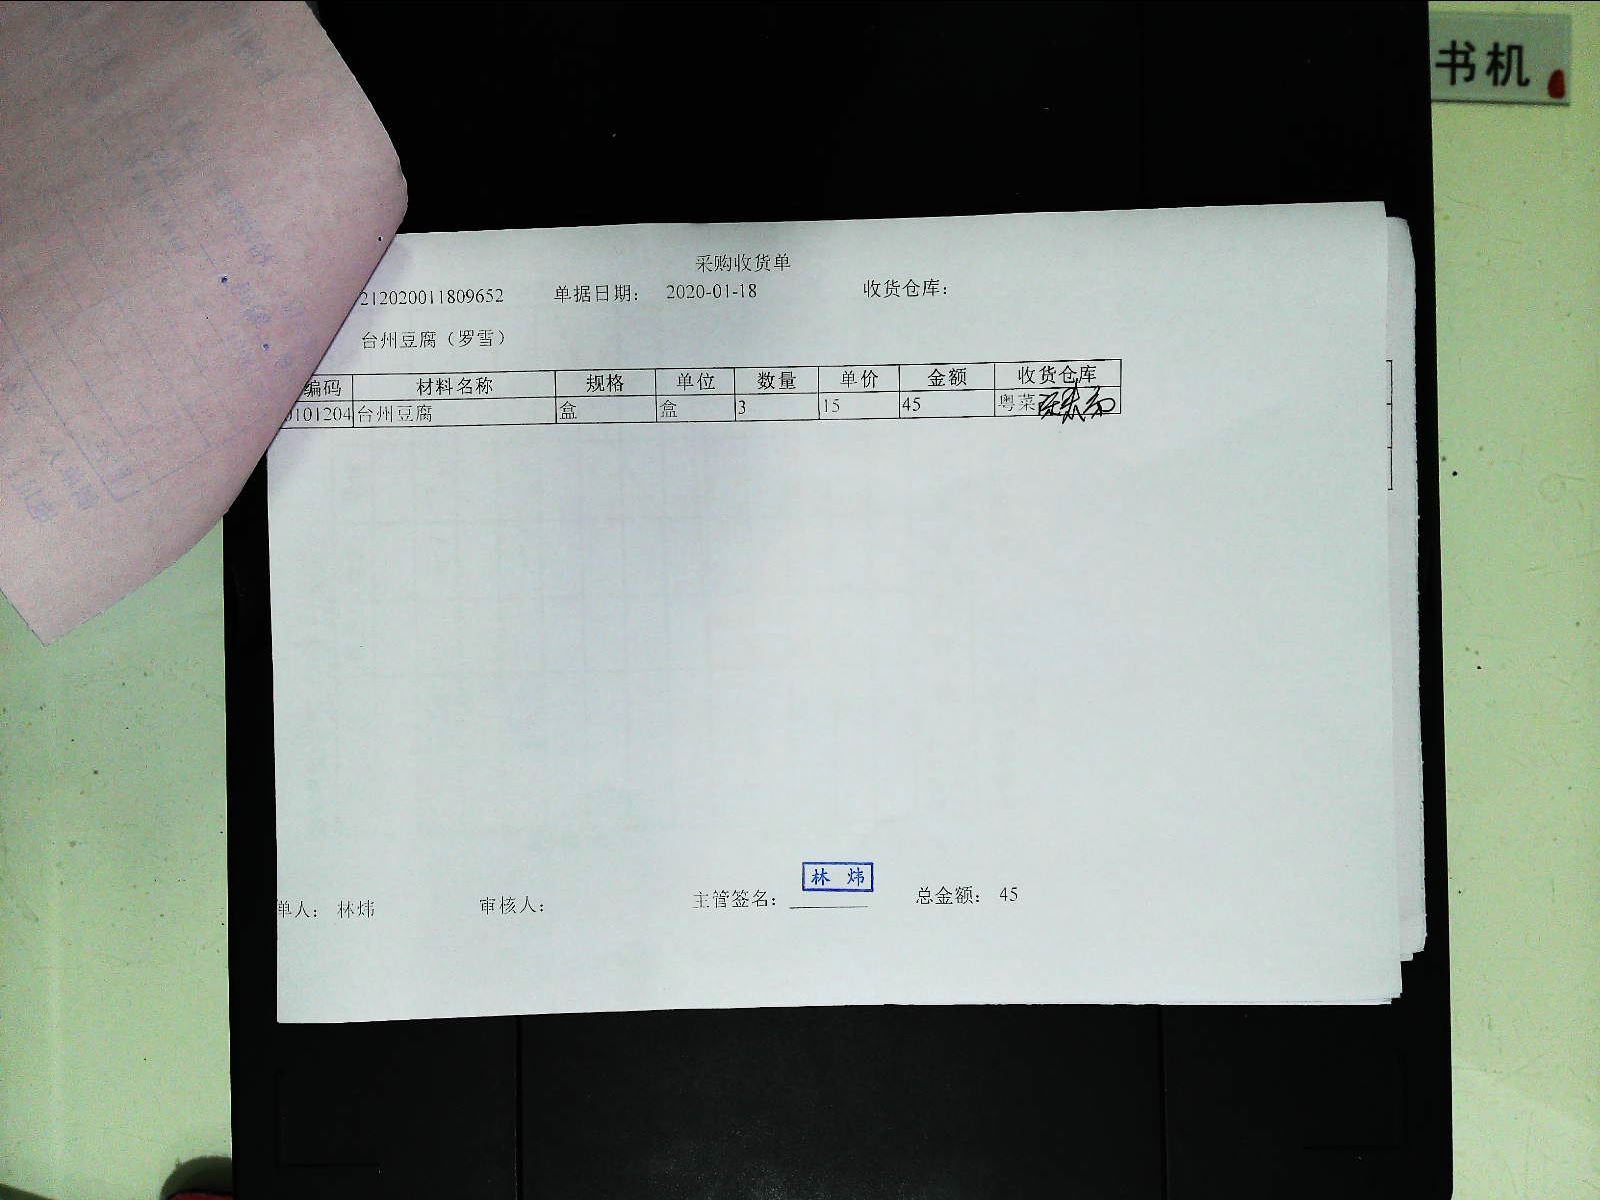 书机
采购收货单
212020011809652 单据日期： 2020-01-18 收货仓库：
台州豆腐（罗雪）
编码 材料名称 规格 单位 数量 单价 金额 收货仓库
0101204 台州豆腐 盒 盒 3 15 45 粤菜
林炜
单人： 林炜 审核人： 主管签名： 总金额： 45